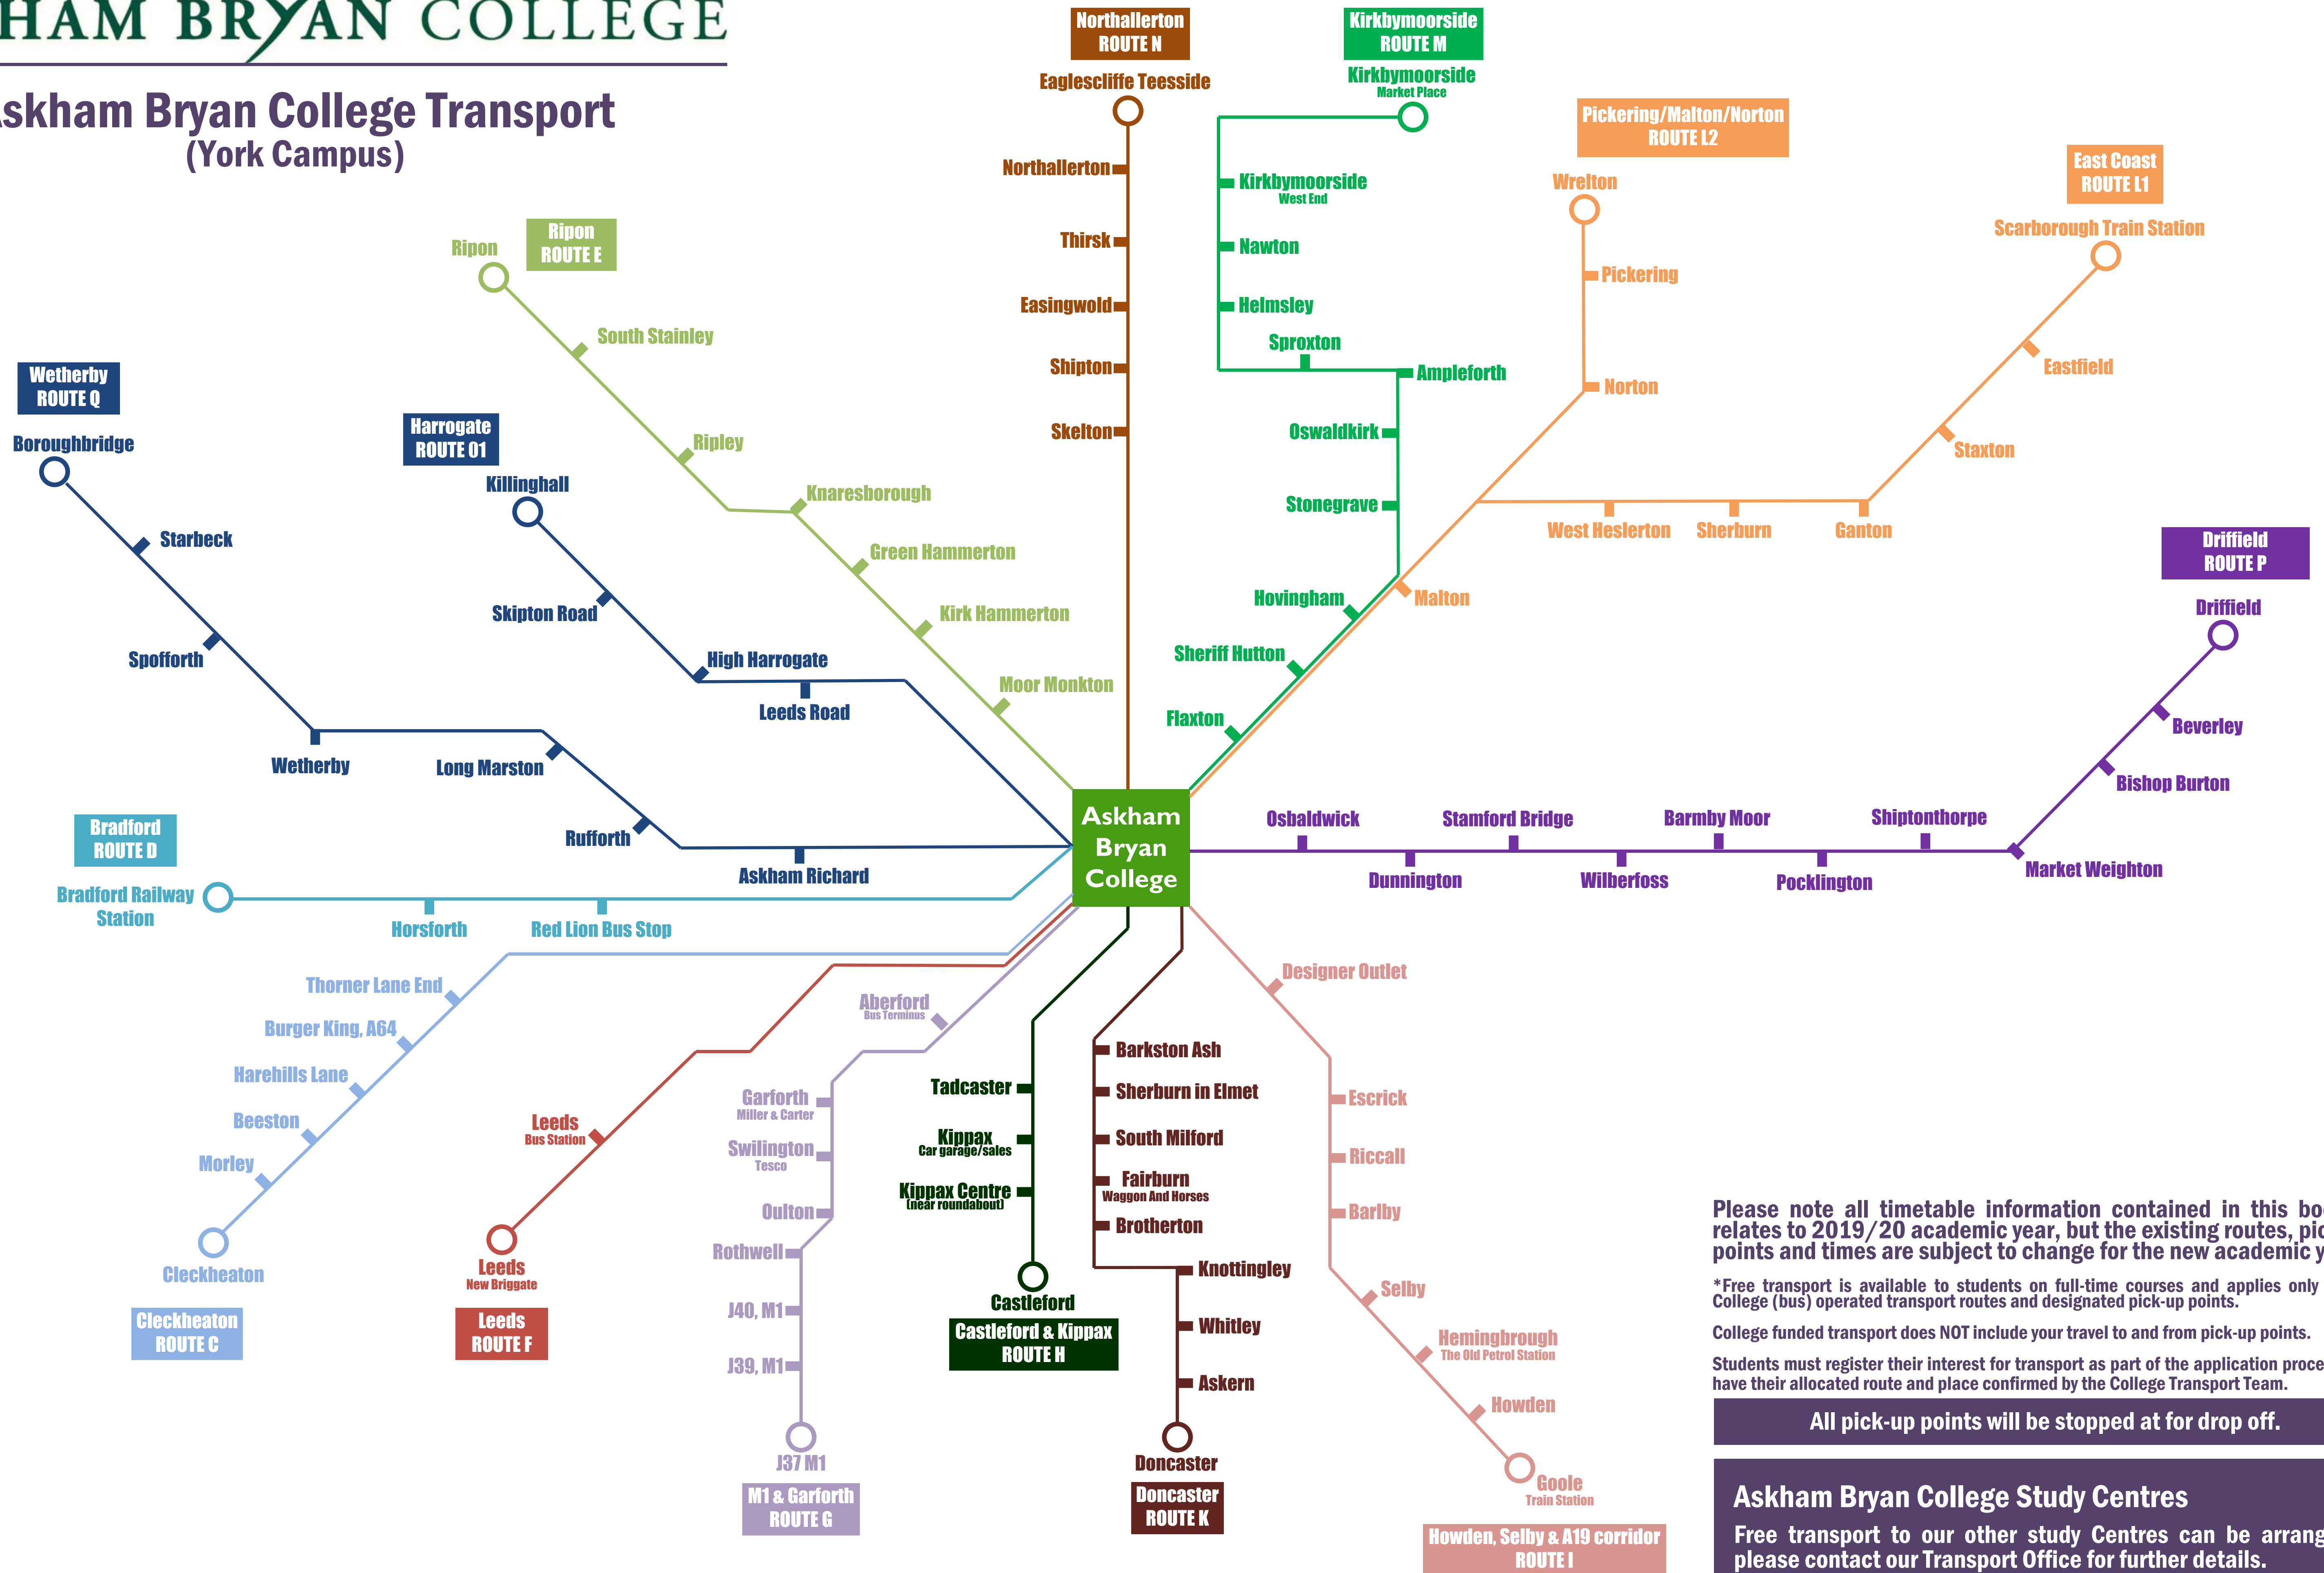 HAM BRYAN COLLEGE
skham Bryan College Transport
(York Campus)
Northallerton
ROUTE N
Eaglescliffe Teesside
Northallerton
Thirsk
Easingwold
Shipton
Skelton
Kirkbymoorside
ROUTE M
Kirkbymoorside
Market Place
Kirkbymoorside
West End
Nawton
Helmsley
Sproxton
Ampleforth
Oswaldkirk
Stonegrave
Hovingham
Sheriff Hutton
Flaxton
Pickering/Malton/Norton
ROUTE L2
Wrelton
Pickering
Norton
Malton
East Coast
ROUTE L1
Scarborough Train Station
Eastfield
Staxton
Ganton
Sherburn
West Heslerton
Ripon
ROUTE E
Ripon
South Stainley
Ripley
Knaresborough
Green Hammerton
Kirk Hammerton
Moor Monkton
Wetherby
ROUTE Q
Boroughbridge
Starbeck
Spofforth
Wetherby
Long Marston
Rufforth
Askham Richard
Harrogate
ROUTE 01
Killinghall
Skipton Road
High Harrogate
Leeds Road
Driffield
ROUTE P
Driffield
Beverley
Bishop Burton
Market Weighton
Shiptonthorpe
Pocklington
Barmby Moor
Wilberfoss
Stamford Bridge
Dunnington
Osbaldwick
Askham
Bryan
College
Bradford
ROUTE D
Bradford Railway
Station
Horsforth
Red Lion Bus Stop
Thorner Lane End
Burger King, A64
Harehills Lane
Beeston
Morley
Cleckheaton
Cleckheaton
ROUTE C
Leeds
Bus Station
Leeds
New Briggate
Leeds
ROUTE F
Aberford
Bus Terminus
Garforth
Miller & Carter
Swilington
Tesco
Oulton
Rothwell
J40, M1
J39, M1
J37 M1
M1 & Garforth
ROUTE G
Tadcaster
Kippax
Car garage/sales
Kippax Centre
(near roundabout)
Castleford
Castleford & Kippax
ROUTE H
Barkston Ash
Sherburn in Elmet
South Milford
Fairburn
Waggon And Horses
Brotherton
Knottingley
Whitley
Askern
Doncaster
Doncaster
ROUTE K
Designer Outlet
Escrick
Riccall
Barlby
Selby
Hemingbrough
The Old Petrol Station
Howden
Goole
Train Station
Howden, Selby & A19 corridor
ROUTE I
Please note all timetable information contained in this boo
relates to 2019/20 academic year, but the existing routes, pic
points and times are subject to change for the new academic y
*Free transport is available to students on full-time courses and applies only
College (bus) operated transport routes and designated pick-up points.
College funded transport does NOT include your travel to and from pick-up points.
Students must register their interest for transport as part of the application proce
have their allocated route and place confirmed by the College Transport Team.
All pick-up points will be stopped at for drop off.
Askham Bryan College Study Centres
Free transport to our other study Centres can be arrang
please contact our Transport Office for further details.